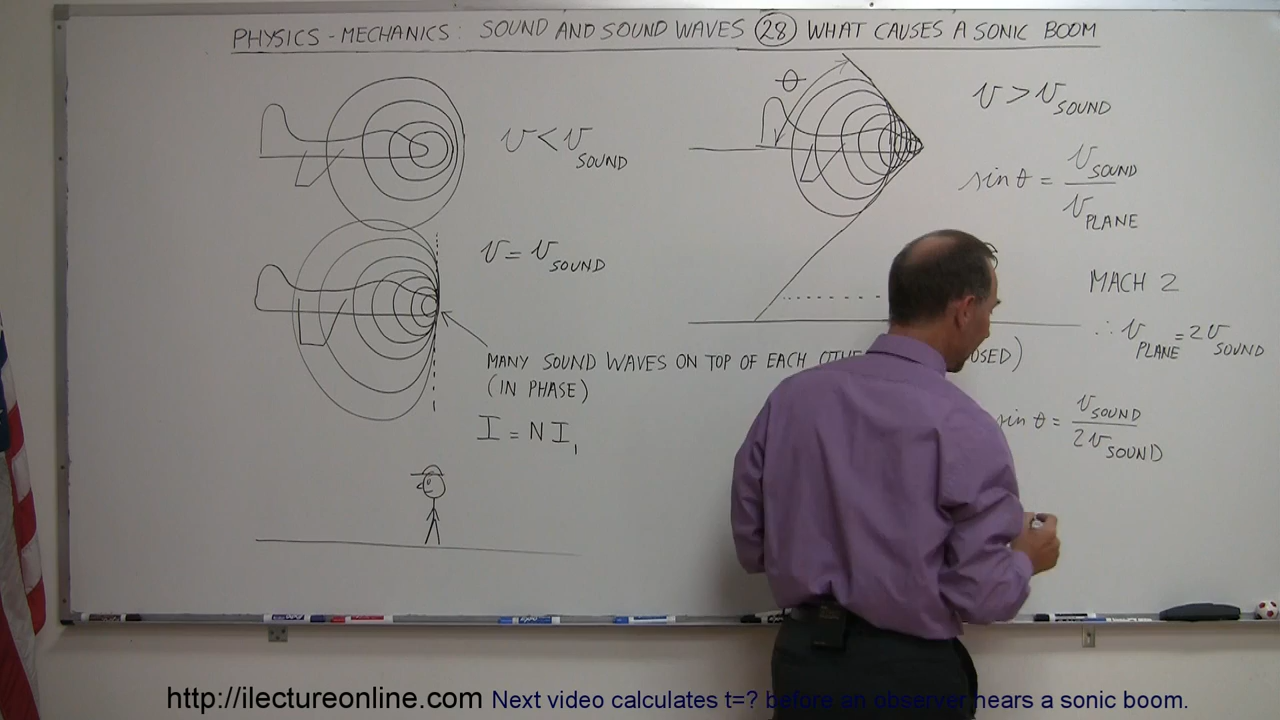 PHYSICS - MECHANICS: SOUND AND SOUND WAVES 28 WHAT CAUSES A SONIC BOOM
v < v SOUND
v = v SOUND
MANY SOUND WAVES ON TOP OF EACH OSED)
(IN PHASE)
I = N I₁
θ
v > v SOUND
sin θ = v SOUND / v PLANE
MACH 2
∴ v PLANE = 2 v SOUND
sin θ = v SOUND / 2 v SOUND
http://ilectureonline.com Next video calculates t=? before an observer hears a sonic boom.